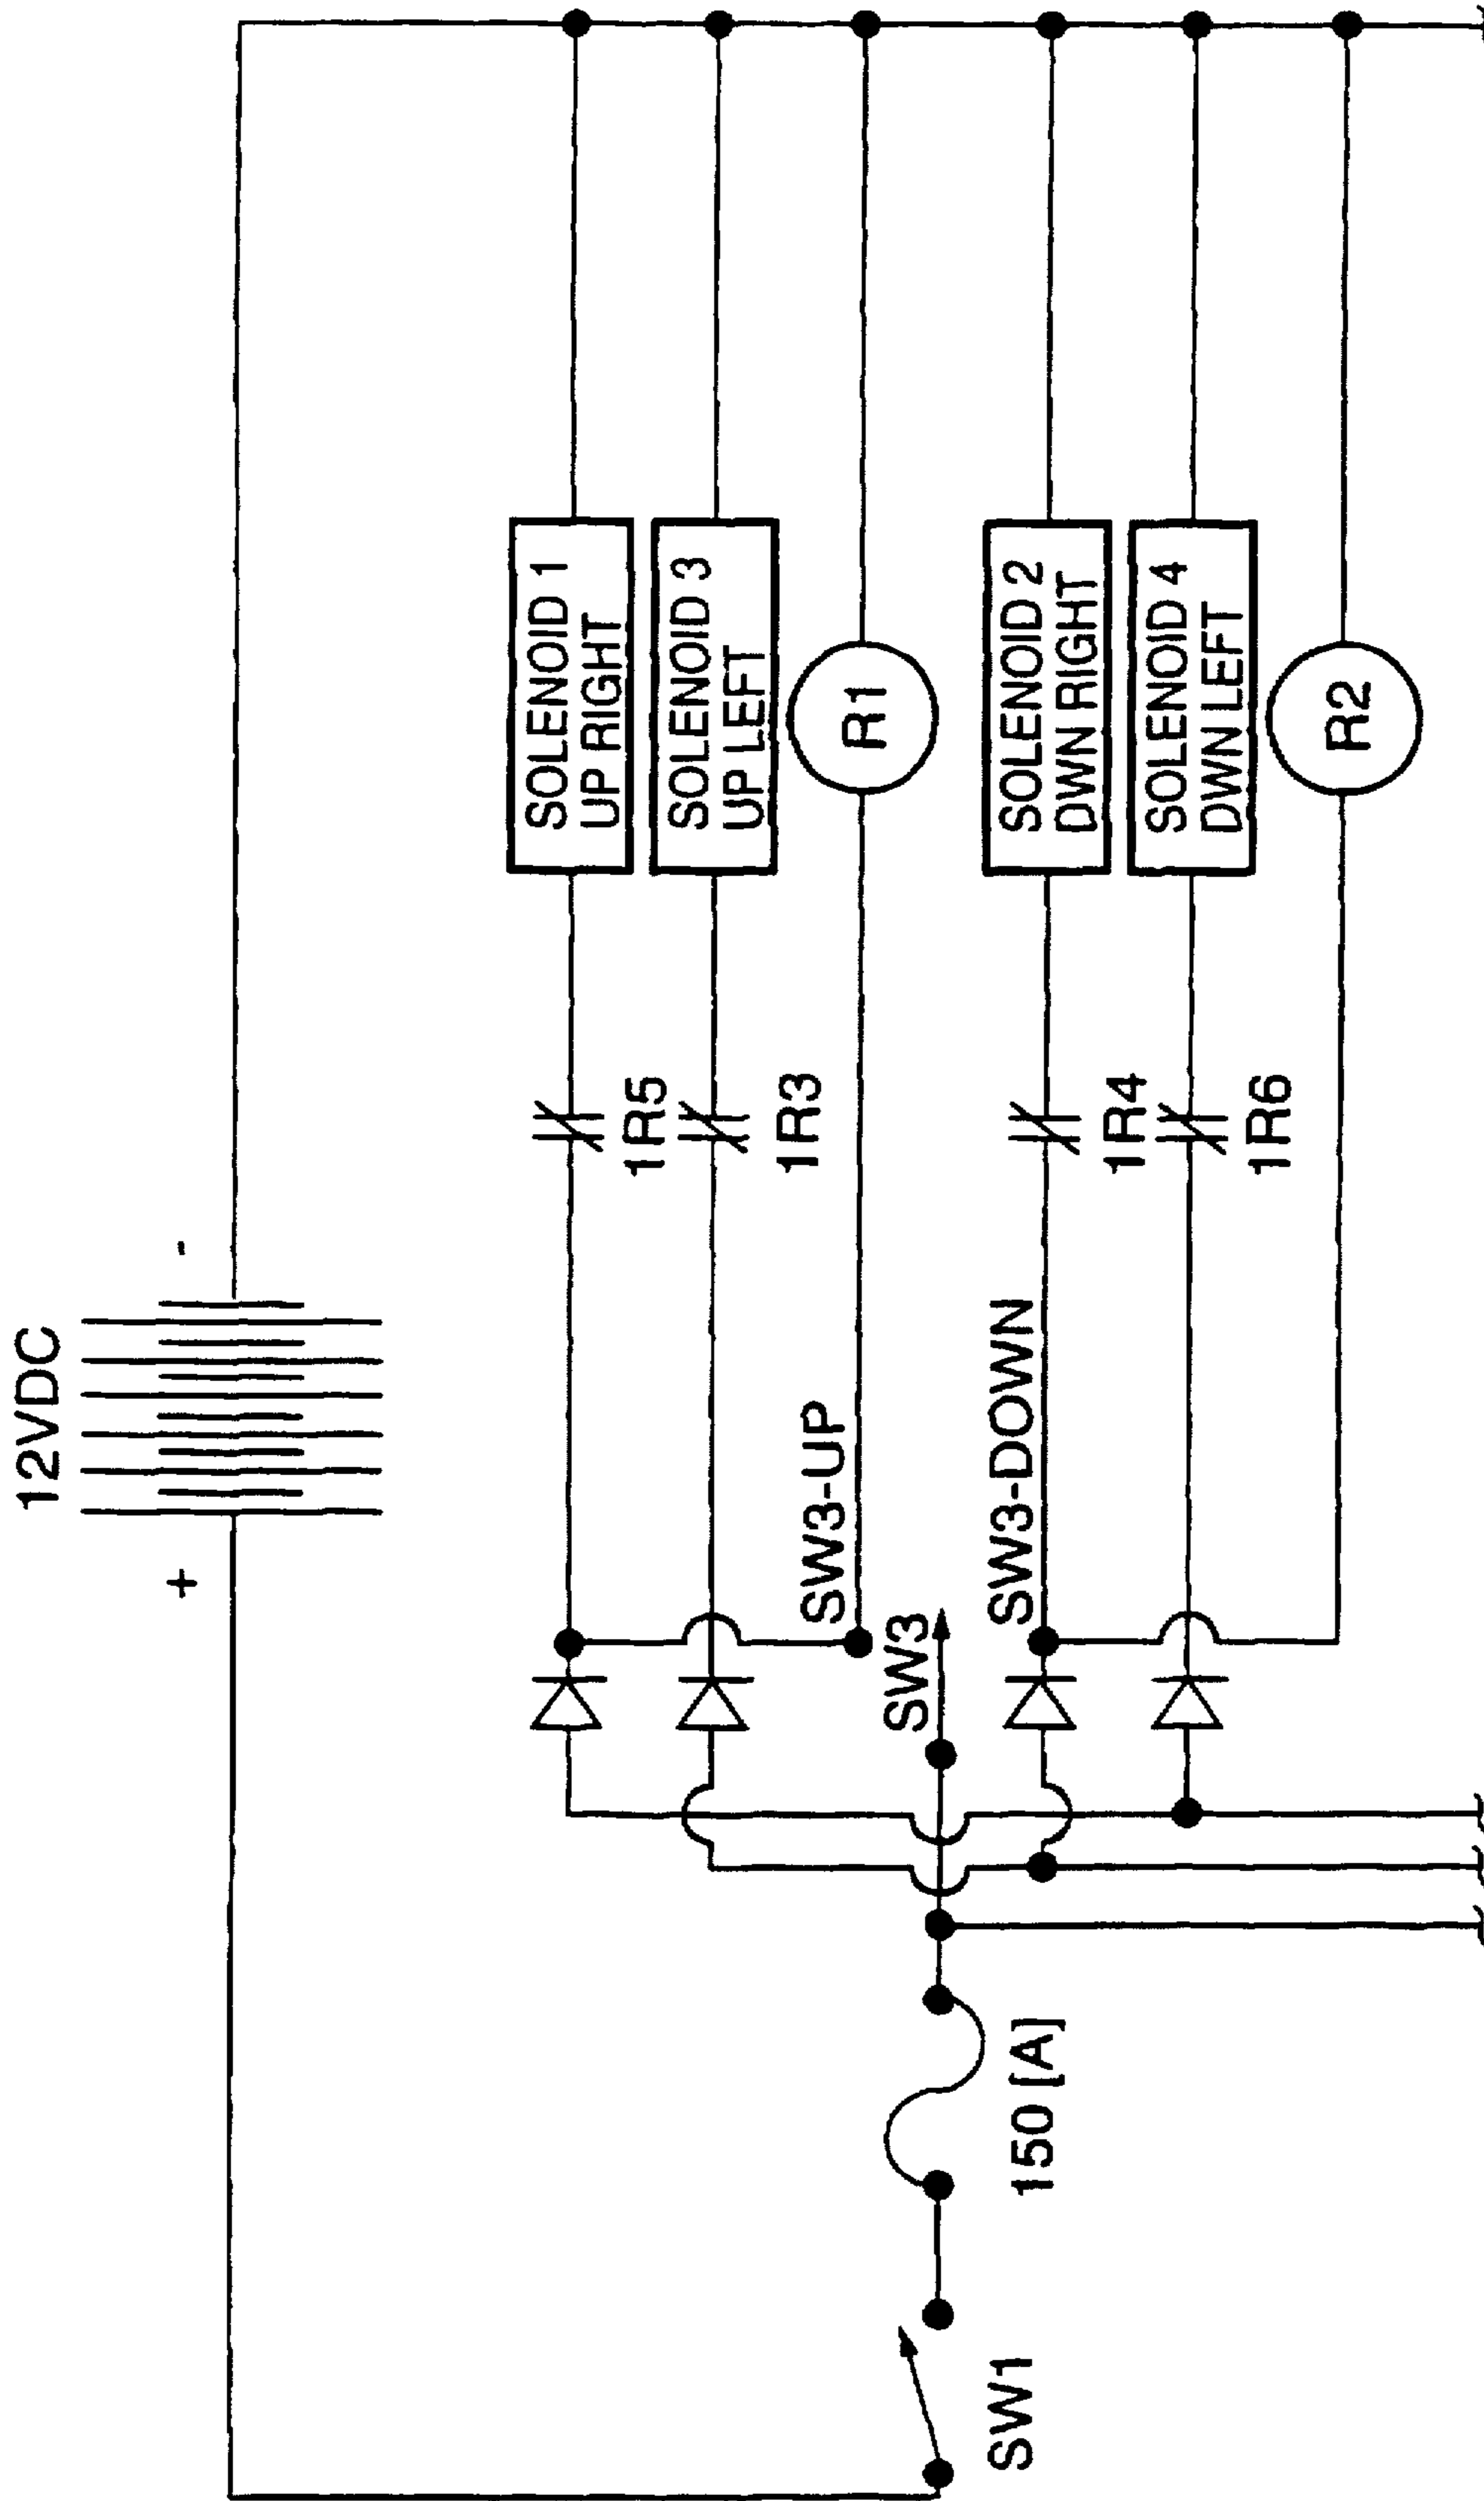 12VDC
+
-
SOLENOID 1
UP RIGHT
1R5
SOLENOID 3
UP LEFT
1R3
R1
SW3-UP
SW3
SW3-DOWN
SOLENOID 2
DWN RIGHT
1R4
SOLENOID 4
DWN LEFT
1R6
R2
150 [A]
SW1